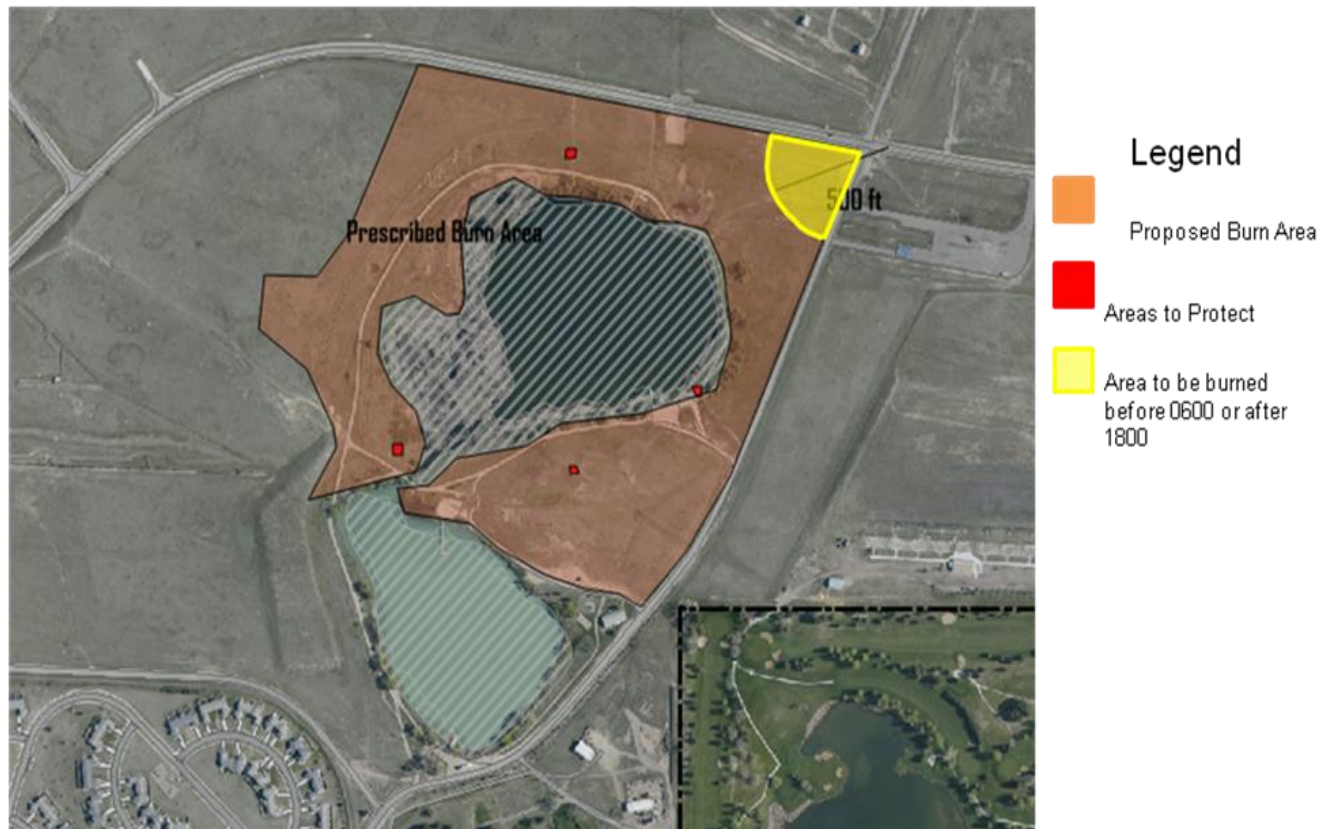 Prescribed Burn Area
500 ft
Legend
Proposed Burn Area
Areas to Protect
Area to be burned
before 0600 or after
1800